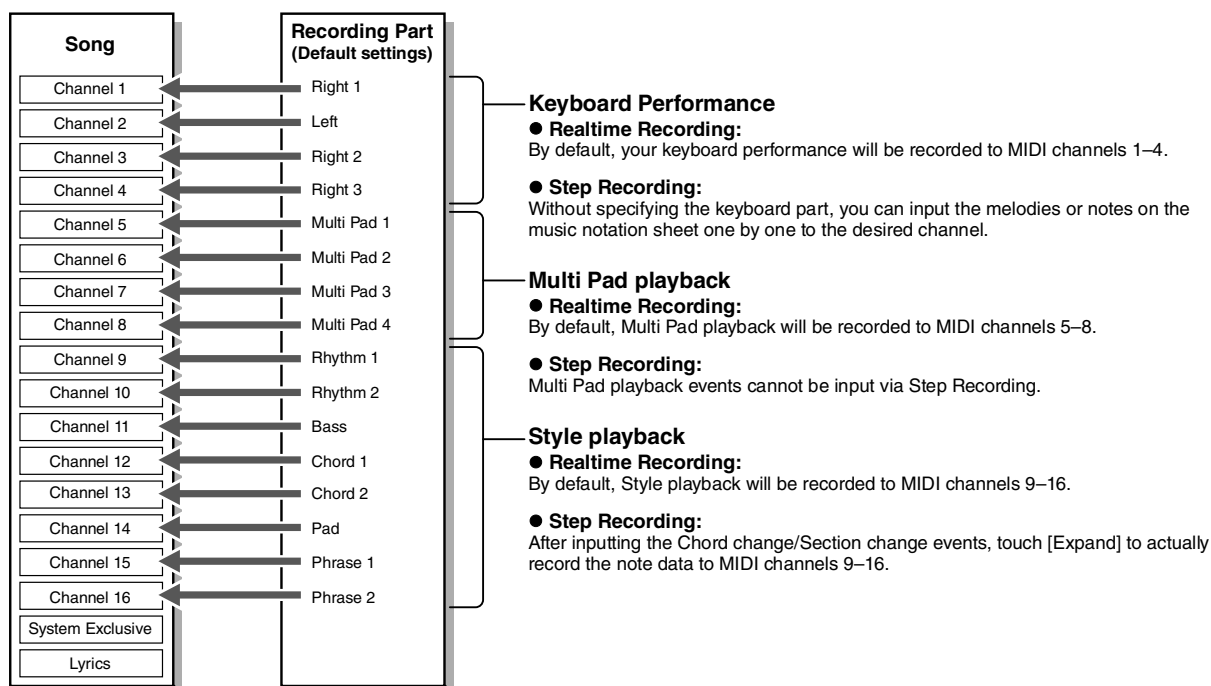 Song
Channel 1
Channel 2
Channel 3
Channel 4
Channel 5
Channel 6
Channel 7
Channel 8
Channel 9
Channel 10
Channel 11
Channel 12
Channel 13
Channel 14
Channel 15
Channel 16
System Exclusive
Lyrics
Recording Part
(Default settings)
Right 1
Left
Right 2
Right 3
Multi Pad 1
Multi Pad 2
Multi Pad 3
Multi Pad 4
Rhythm 1
Rhythm 2
Bass
Chord 1
Chord 2
Pad
Phrase 1
Phrase 2
Keyboard Performance
● Realtime Recording:
By default, your keyboard performance will be recorded to MIDI channels 1–4.
● Step Recording:
Without specifying the keyboard part, you can input the melodies or notes on the
music notation sheet one by one to the desired channel.
Multi Pad playback
● Realtime Recording:
By default, Multi Pad playback will be recorded to MIDI channels 5–8.
● Step Recording:
Multi Pad playback events cannot be input via Step Recording.
Style playback
● Realtime Recording:
By default, Style playback will be recorded to MIDI channels 9–16.
● Step Recording:
After inputting the Chord change/Section change events, touch [Expand] to actually
record the note data to MIDI channels 9–16.